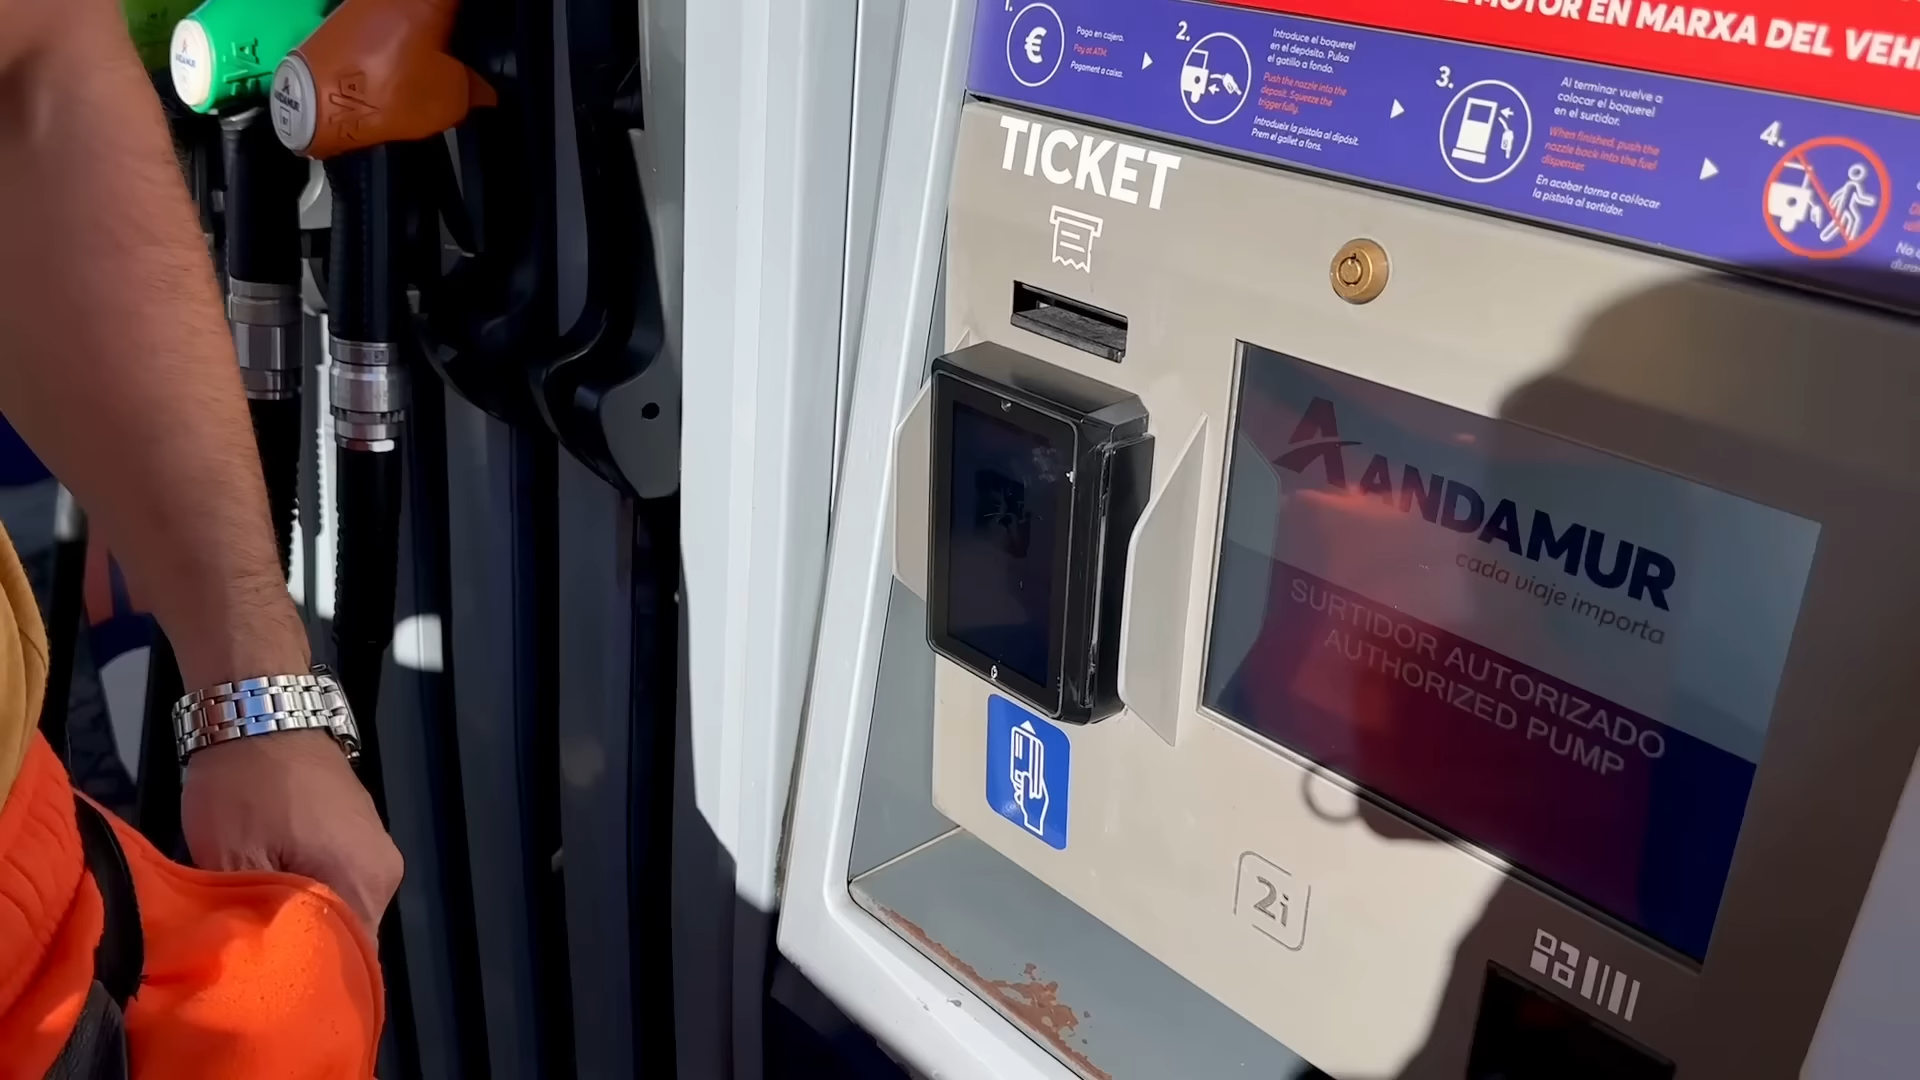 EL MOTOR EN MARXA DEL VEH
1.
Pago en cajero.
Pay at ATM.
Pagament a caixa.
2.
Introduce el boquerel
en el depósito. Pulsa
el gatillo a fondo.
Push the nozzle into the
deposit. Squeeze the
trigger fully.
Introdueix la pistola al dipòsit.
Prem el gallet a fons.
3.
Al terminar vuelve a
colocar el boquerel
en el surtidor.
When finished, push the
nozzle back into the fuel
dispenser.
En acabar torna a col·locar
la pistola al sortidor.
4.
TICKET
ANDAMUR
cada viaje importa
SURTIDOR AUTORIZADO
AUTHORIZED PUMP
2i
ANDAMUR
ANDAMUR